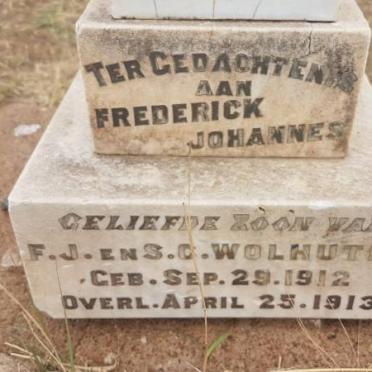 TER GEDACHTENIS
AAN
FREDERICK
JOHANNES
GELIEFDE ZOON VAN
F.J. EN S.C. WOLHUTER
GEB. SEP. 29. 1912
OVERL. APRIL 25. 1913